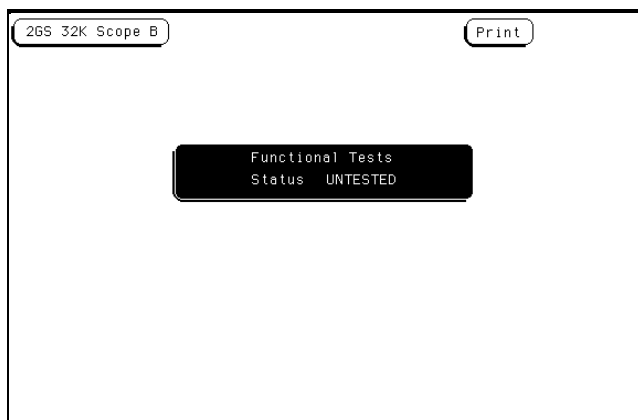 2GS 32K Scope B
Print
Functional Tests
Status UNTESTED